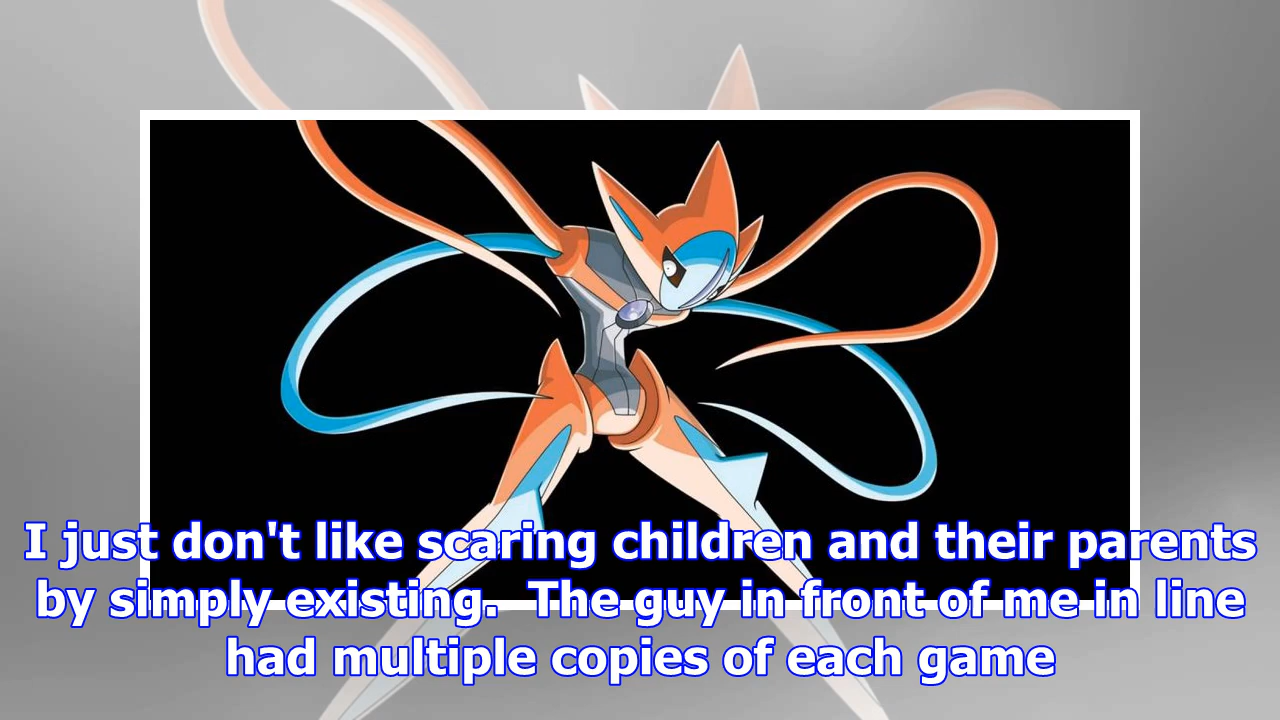 I just don't like scaring children and their parents
by simply existing.  The guy in front of me in line
had multiple copies of each game